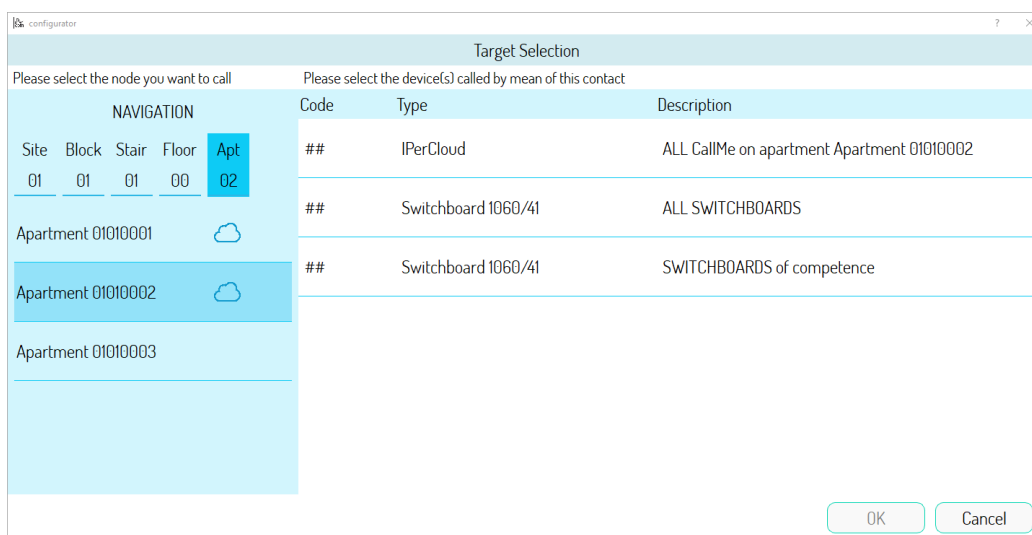 configurator ?
Target Selection
Please select the node you want to call
Please select the device(s) called by mean of this contact
NAVIGATION
Site Block Stair Floor Apt
01 01 01 00 02
Apartment 01010001
Apartment 01010002
Apartment 01010003
Code Type Description
## IPerCloud ALL CallMe on apartment Apartment 01010002
## Switchboard 1060/41 ALL SWITCHBOARDS
## Switchboard 1060/41 SWITCHBOARDS of competence
OK Cancel